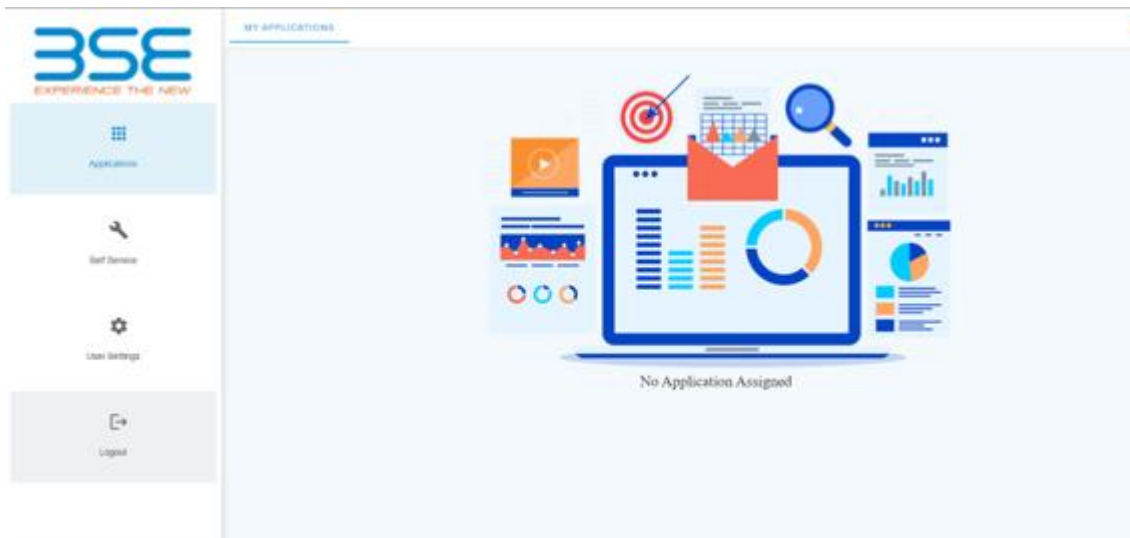 BSE
EXPERIENCE THE NEW
MY APPLICATIONS
Applications
Self Service
User Settings
Logout
No Application Assigned